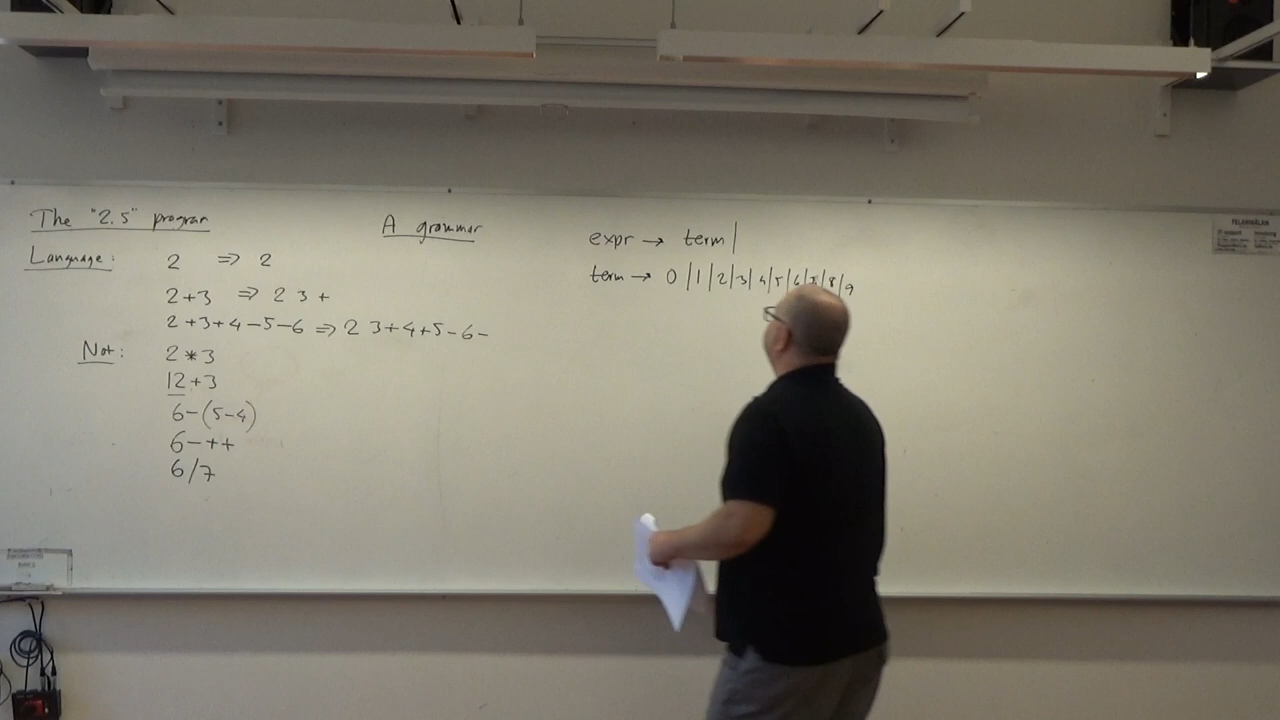 The "2.5" program
Language:
2 ⇒ 2
2+3 ⇒ 2 3 +
2+3+4-5-6 ⇒ 2 3+4+5-6-
Not:
2*3
12+3
6-(5-4)
6-++
6/7
A grammar
expr → term |
term → 0|1|2|3|4|5|6|7|8|9
FELANMÄLAN